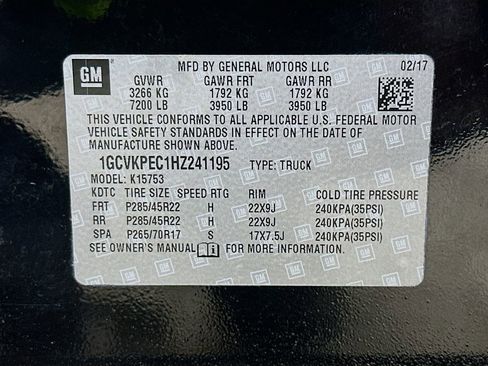 GM
MFD BY GENERAL MOTORS LLC 02/17
GVWR GAWR FRT GAWR RR
3266 KG 1792 KG 1792 KG
7200 LB 3950 LB 3950 LB
THIS VEHICLE CONFORMS TO ALL APPLICABLE U.S. FEDERAL MOTOR
VEHICLE SAFETY STANDARDS IN EFFECT ON THE DATE OF
MANUFACTURE SHOWN ABOVE.
1GCVKPEC1HZ241195 TYPE: TRUCK
MODEL: K15753
KDTC TIRE SIZE SPEED RTG RIM COLD TIRE PRESSURE
FRT P285/45R22 H 22X9J 240KPA(35PSI)
RR P285/45R22 H 22X9J 240KPA(35PSI)
SPA P265/70R17 S 17X7.5J 240KPA(35PSI)
SEE OWNER'S MANUAL FOR MORE INFORMATION.